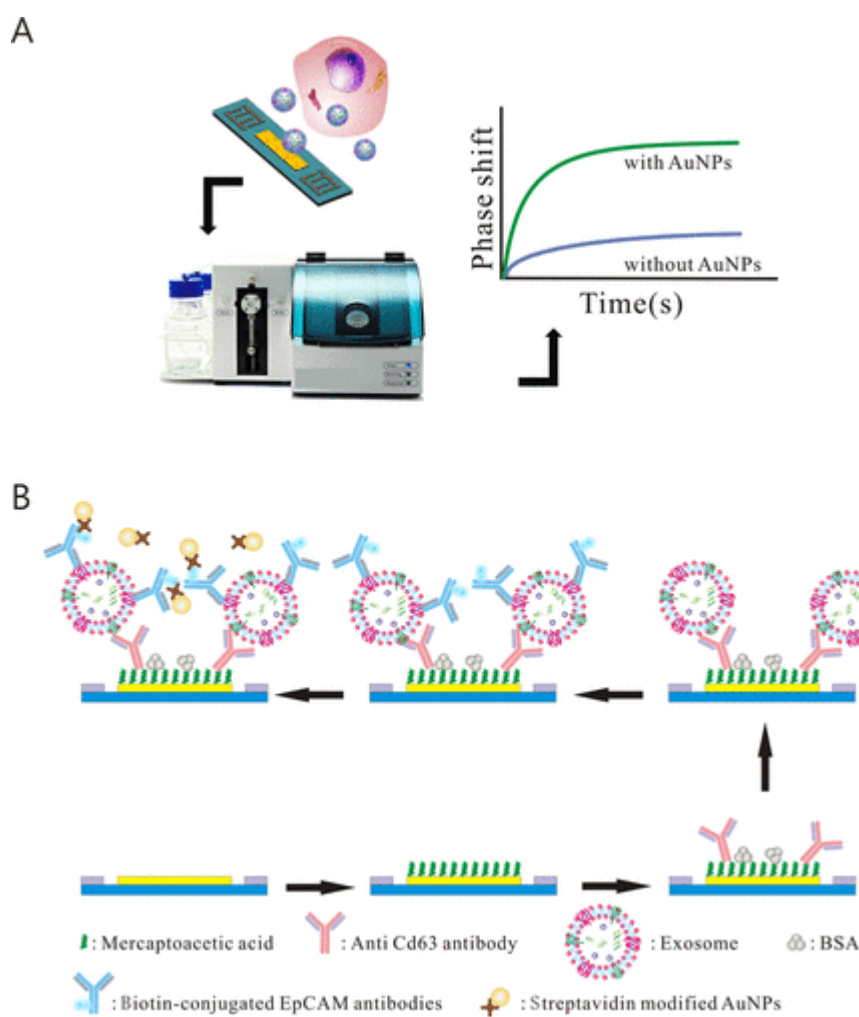 A
Phase shift
with AuNPs
without AuNPs
Time(s)
B
: Mercaptoacetic acid
: Anti Cd63 antibody
: Exosome
: BSA
: Biotin-conjugated EpCAM antibodies
: Streptavidin modified AuNPs